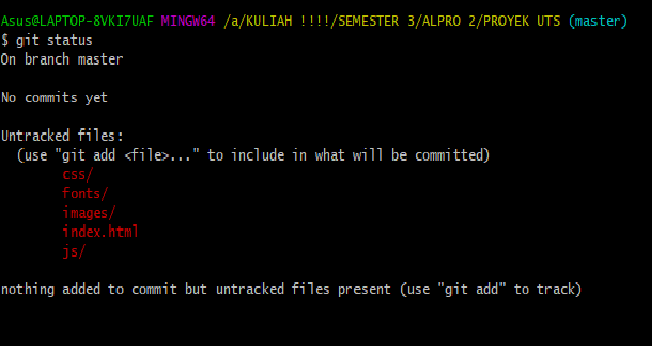 Asus@LAPTOP-8VKI7UAF MINGW64 /a/KULIAH !!!!/SEMESTER 3/ALPRO 2/PROYEK UTS (master)
$ git status
On branch master
No commits yet
Untracked files:
(use "git add <file>..." to include in what will be committed)
css/
fonts/
images/
index.html
js/
nothing added to commit but untracked files present (use "git add" to track)